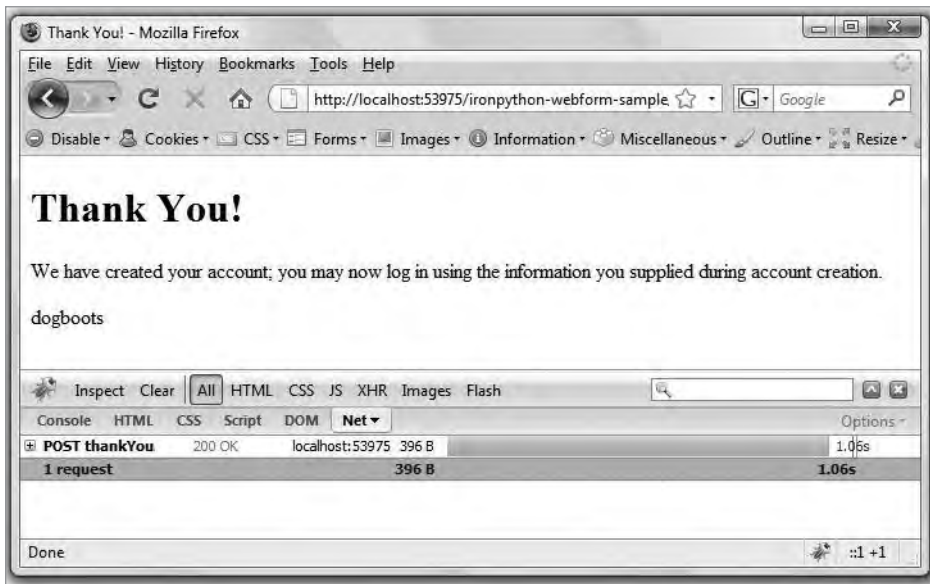 Thank You! - Mozilla Firefox
File Edit View History Bookmarks Tools Help
http://localhost:53975/ironpython-webform-sample, G Google
Disable Cookies CSS Forms Images Information Miscellaneous Outline Resize
Thank You!
We have created your account; you may now log in using the information you supplied during account creation.
dogboots
Inspect Clear All HTML CSS JS XHR Images Flash
Console HTML CSS Script DOM Net Options
POST thankYou 200 OK localhost:53975 396 B 1.06s
1 request 396 B 1.06s
Done ::1 +1